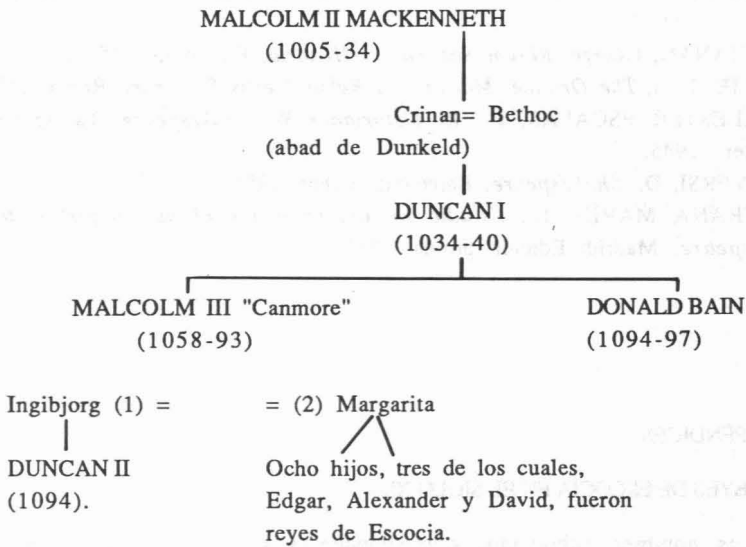 MALCOLM II MACKENNETH
(1005-34)
Crinan= Bethoc
(abad de Dunkeld)
DUNCAN I
(1034-40)
MALCOLM III "Canmore" DONALD BAIN
(1058-93) (1094-97)
Ingibjorg (1) = = (2) Margarita
DUNCAN II Ocho hijos, tres de los cuales,
(1094). Edgar, Alexander y David, fueron
reyes de Escocia.